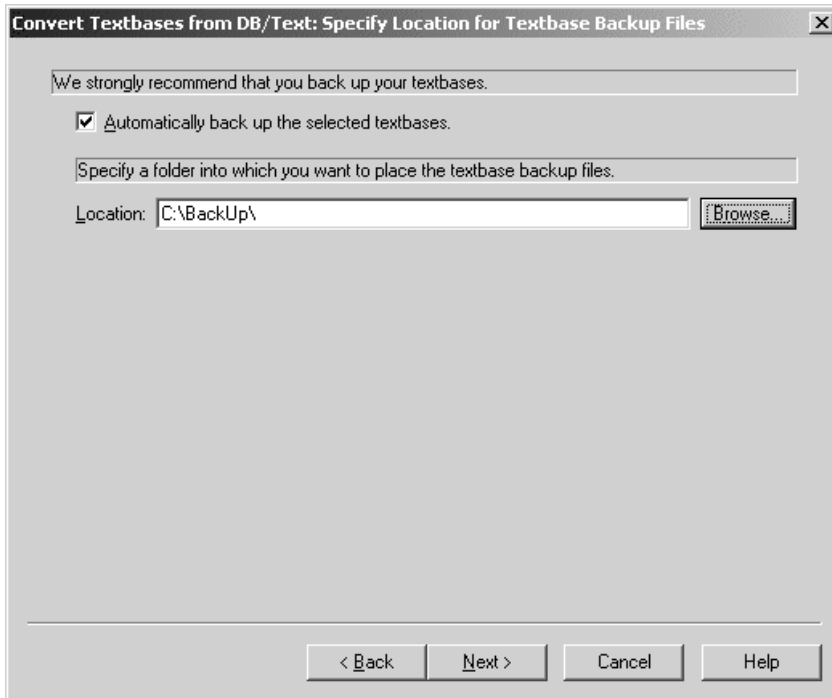 Convert Textbases from DB/Text: Specify Location for Textbase Backup Files
We strongly recommend that you back up your textbases.
Automatically back up the selected textbases.
Specify a folder into which you want to place the textbase backup files.
Location: C:\BackUp\ Browse...
< Back Next > Cancel Help